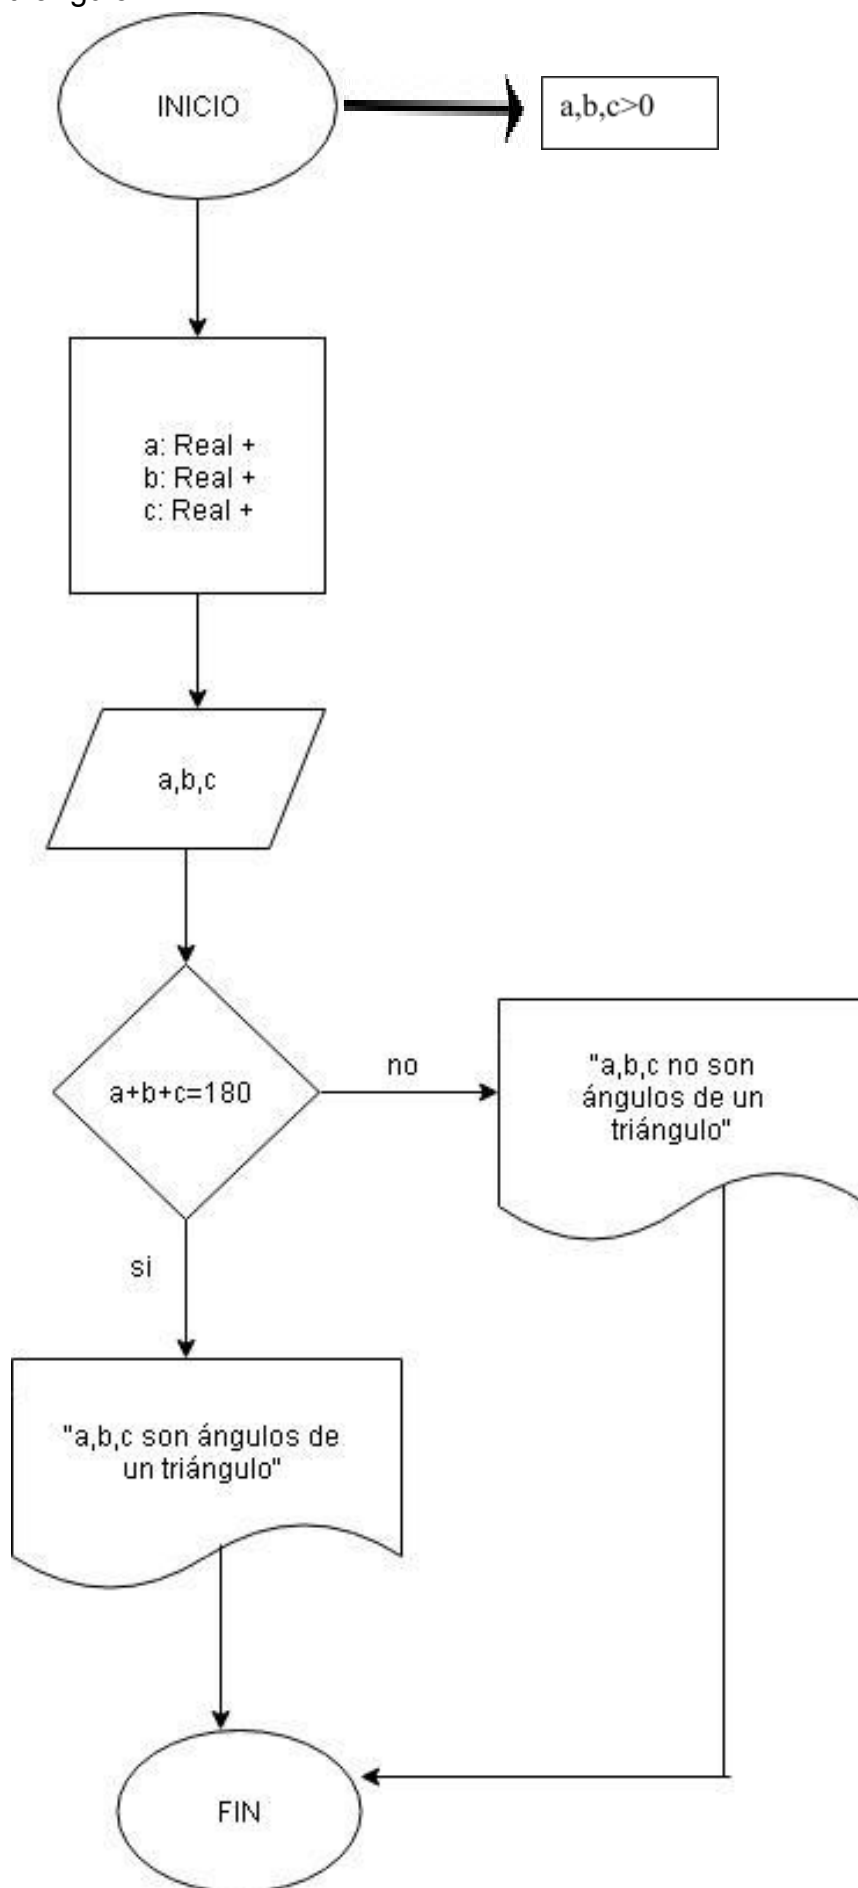 INICIO
a,b,c>0
a: Real +
b: Real +
c: Real +
a,b,c
a+b+c=180
no
"a,b,c no son
ángulos de un
triángulo"
si
"a,b,c son ángulos de
un triángulo"
FIN